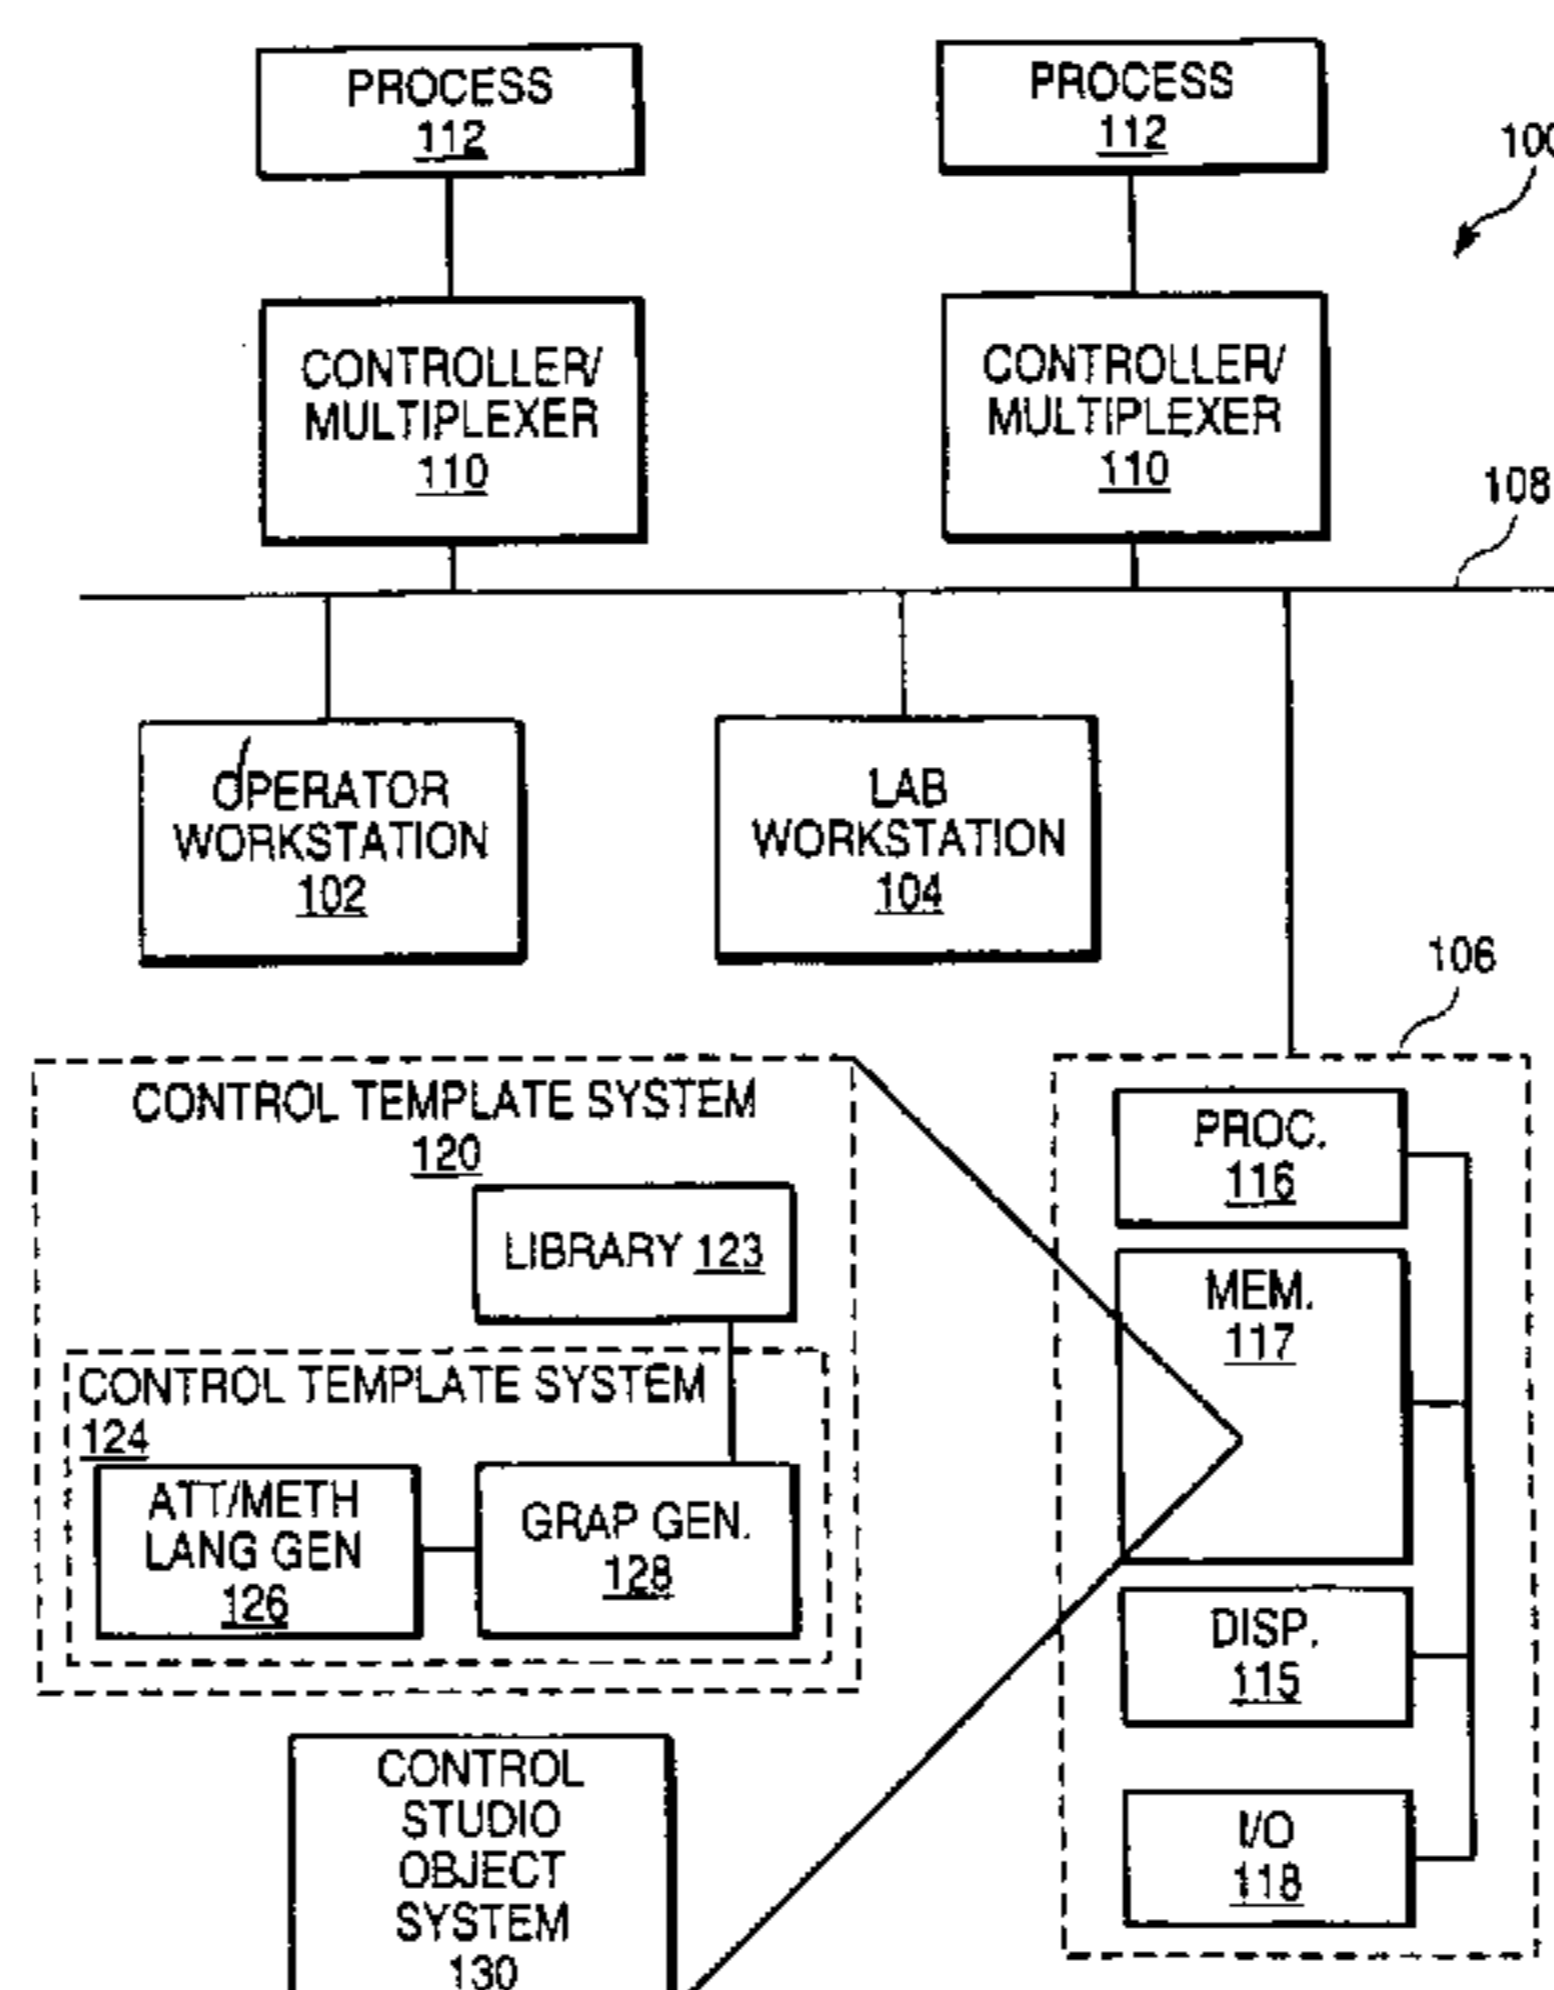 PROCESS
112
PROCESS
112
100
CONTROLLER/
MULTIPLEXER
110
CONTROLLER/
MULTIPLEXER
110
108
OPERATOR
WORKSTATION
102
LAB
WORKSTATION
104
106
CONTROL TEMPLATE SYSTEM
120
LIBRARY 123
CONTROL TEMPLATE SYSTEM
124
ATT/METH
LANG GEN
126
GRAP GEN.
128
PROC.
116
MEM.
117
DISP.
115
I/O
118
CONTROL
STUDIO
OBJECT
SYSTEM
130